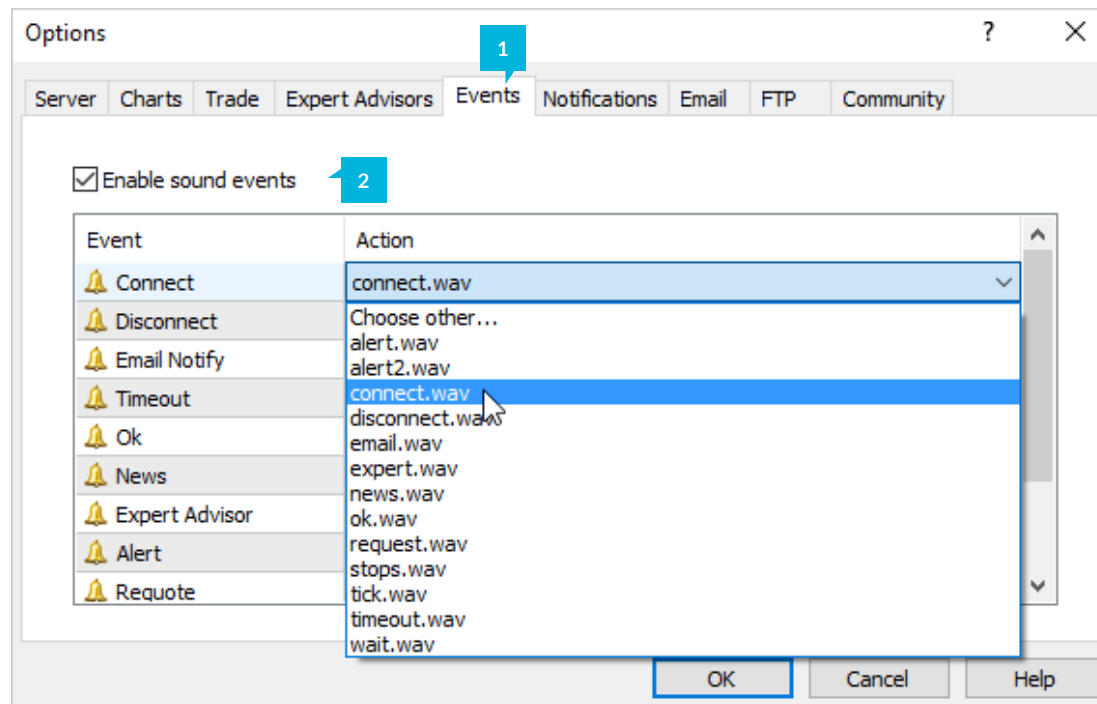 Options ?
1
Server Charts Trade Expert Advisors Events Notifications Email FTP Community
Enable sound events 2
Event Action
Connect connect.wav
Disconnect
Email Notify
Timeout
Ok
News
Expert Advisor
Alert
Requote
Choose other...
alert.wav
alert2.wav
connect.wav
disconnect.wav
email.wav
expert.wav
news.wav
ok.wav
request.wav
stops.wav
tick.wav
timeout.wav
wait.wav
OK Cancel Help